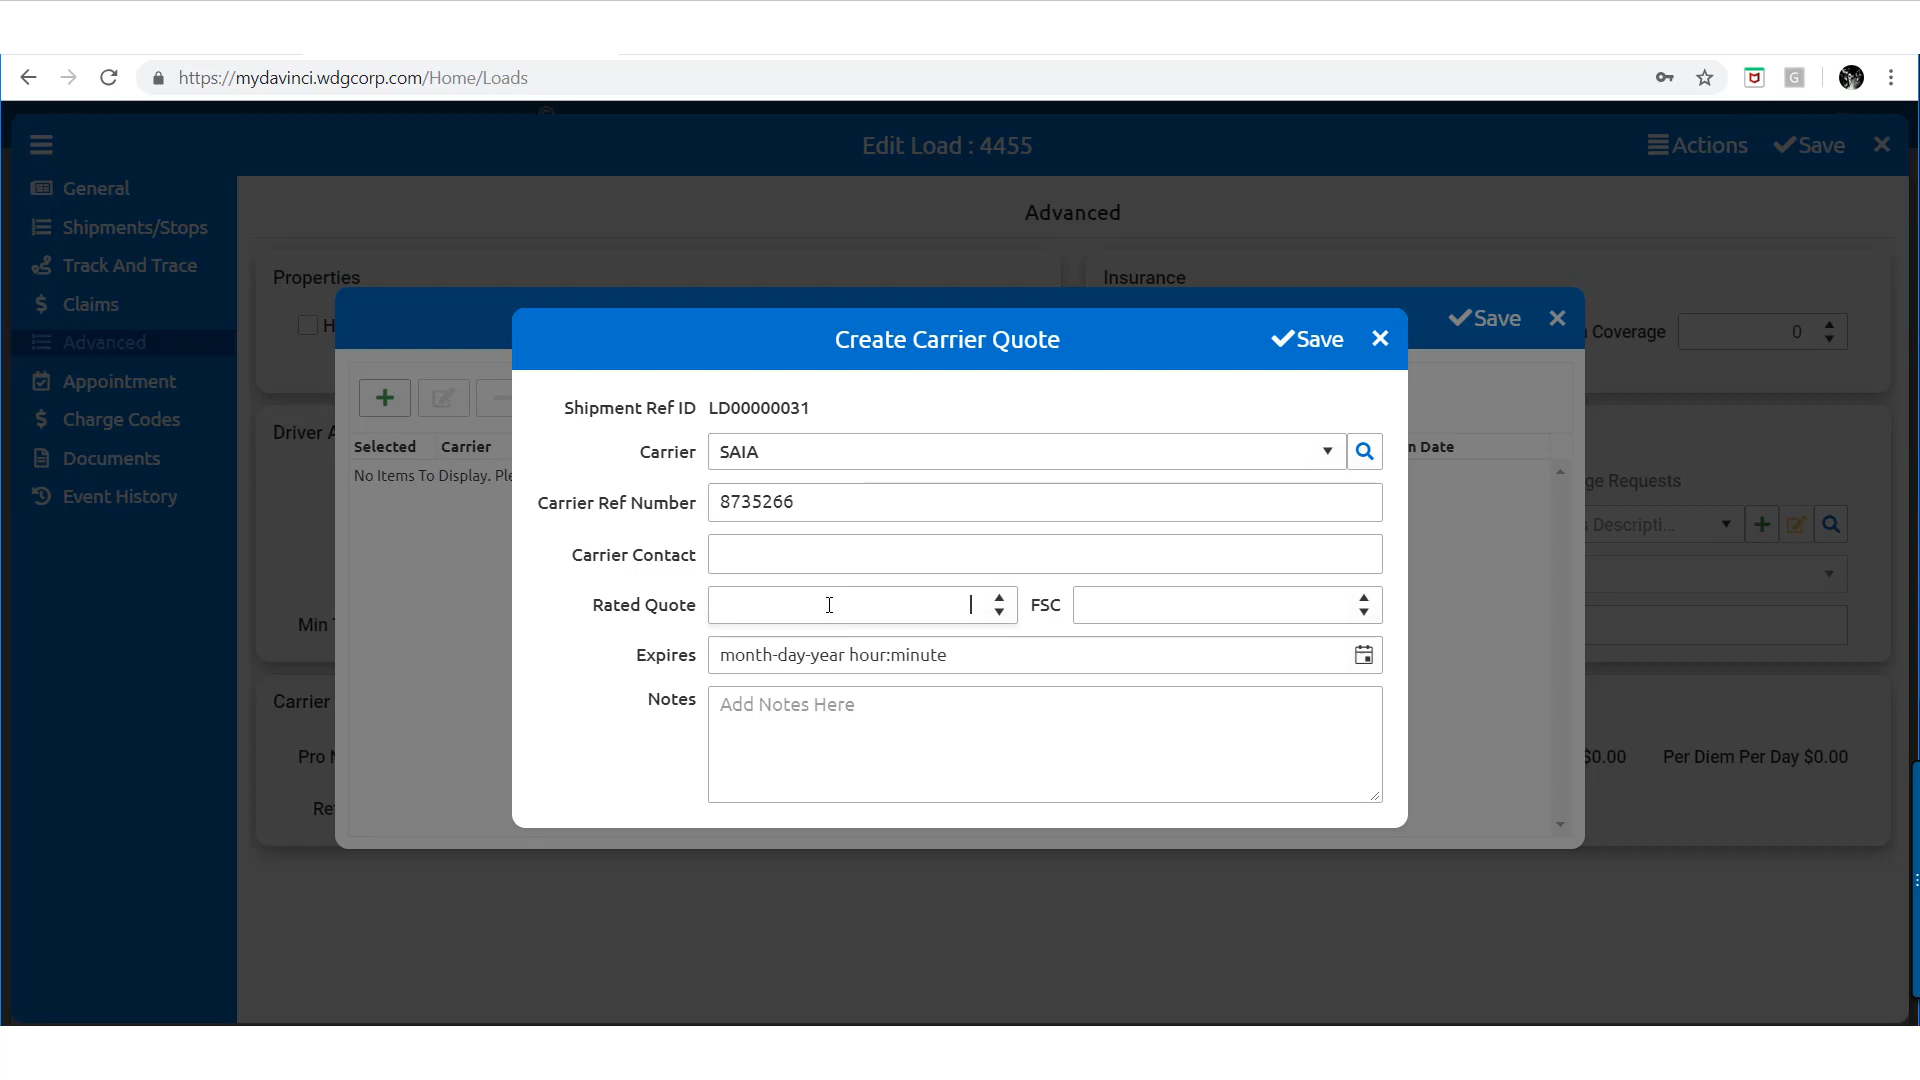 https://mydavinci.wdgcorp.com/Home/Loads
G
Edit Load : 4455
Actions
Save
General
Shipments/Stops
Track And Trace
Claims
Advanced
Appointment
Charge Codes
Documents
Event History
Advanced
Properties
Insurance
H
Coverage
0
Save
Create Carrier Quote
Save
Shipment Ref ID LD00000031
Carrier SAIA
Carrier Ref Number 8735266
Carrier Contact
Rated Quote
FSC
Expires month-day-year hour:minute
Notes Add Notes Here
Selected Carrier
n Date
No Items To Display. Ple
Driver A
ge Requests
s Descripti...
Min T
Carrier
Pro N
$0.00
Per Diem Per Day $0.00
Re